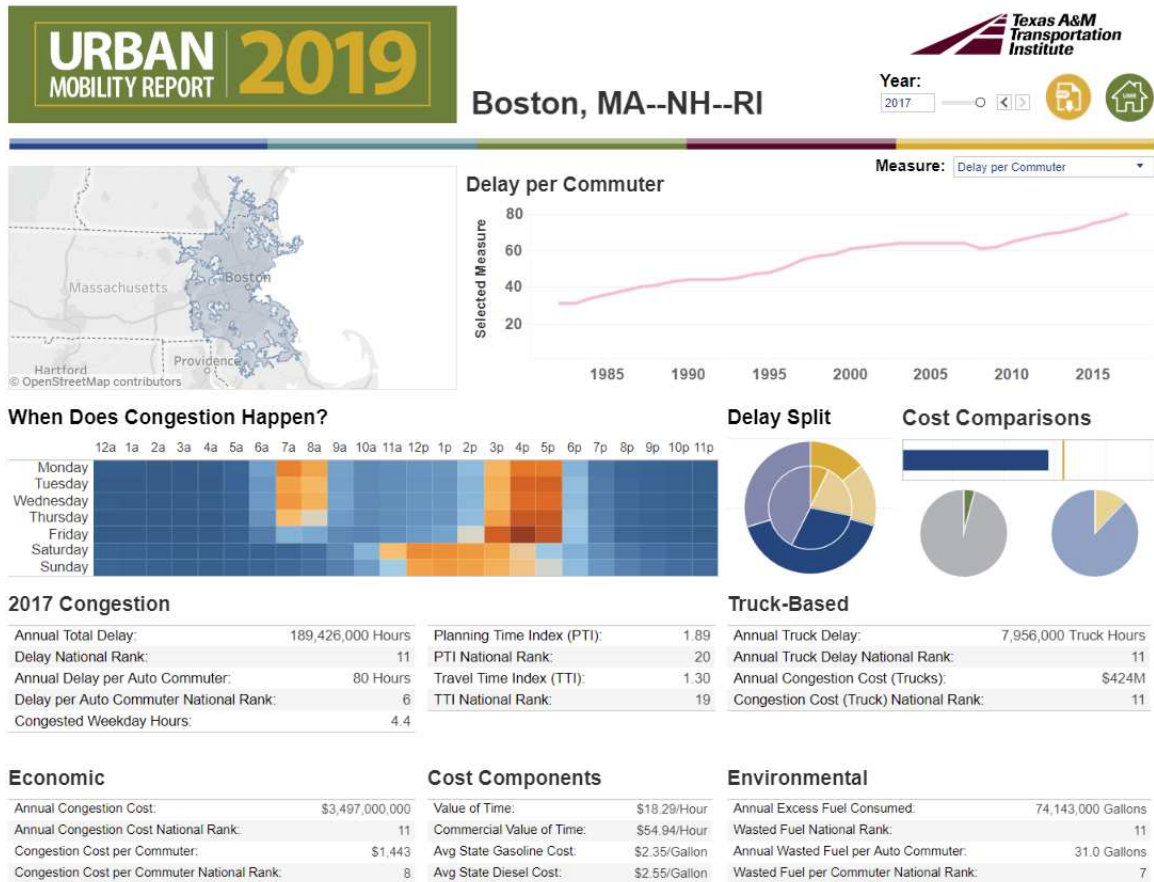 URBAN
MOBILITY REPORT
2019
Texas A&M
Transportation
Institute
Boston, MA--NH--RI
Year:
2017
Measure: Delay per Commuter
Massachusetts
Boston
Providence
Hartford
© OpenStreetMap contributors
Delay per Commuter
Selected Measure
80
60
40
20
1985 1990 1995 2000 2005 2010 2015
When Does Congestion Happen?
12a 1a 2a 3a 4a 5a 6a 7a 8a 9a 10a 11a 12p 1p 2p 3p 4p 5p 6p 7p 8p 9p 10p 11p
Monday
Tuesday
Wednesday
Thursday
Friday
Saturday
Sunday
Delay Split
Cost Comparisons
2017 Congestion
Annual Total Delay: 189,426,000 Hours
Delay National Rank: 11
Annual Delay per Auto Commuter: 80 Hours
Delay per Auto Commuter National Rank: 6
Congested Weekday Hours: 4.4
Planning Time Index (PTI): 1.89
PTI National Rank: 20
Travel Time Index (TTI): 1.30
TTI National Rank: 19
Truck-Based
Annual Truck Delay: 7,956,000 Truck Hours
Annual Truck Delay National Rank: 11
Annual Congestion Cost (Trucks): $424M
Congestion Cost (Truck) National Rank: 11
Economic
Annual Congestion Cost: $3,497,000,000
Annual Congestion Cost National Rank: 11
Congestion Cost per Commuter: $1,443
Congestion Cost per Commuter National Rank: 8
Cost Components
Value of Time: $18.29/Hour
Commercial Value of Time: $54.94/Hour
Avg State Gasoline Cost: $2.35/Gallon
Avg State Diesel Cost: $2.55/Gallon
Environmental
Annual Excess Fuel Consumed: 74,143,000 Gallons
Wasted Fuel National Rank: 11
Annual Wasted Fuel per Auto Commuter: 31.0 Gallons
Wasted Fuel per Commuter National Rank: 7